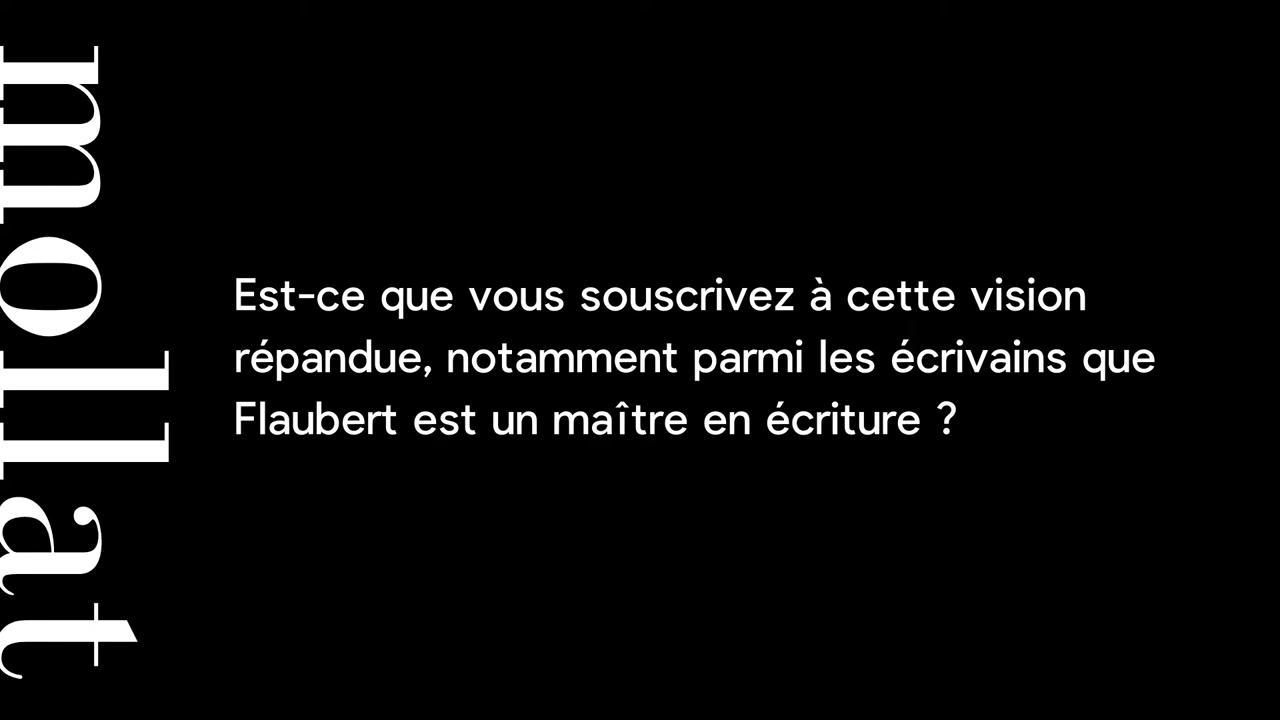 mollat
Est-ce que vous souscrivez à cette vision
répandue, notamment parmi les écrivains que
Flaubert est un maître en écriture ?